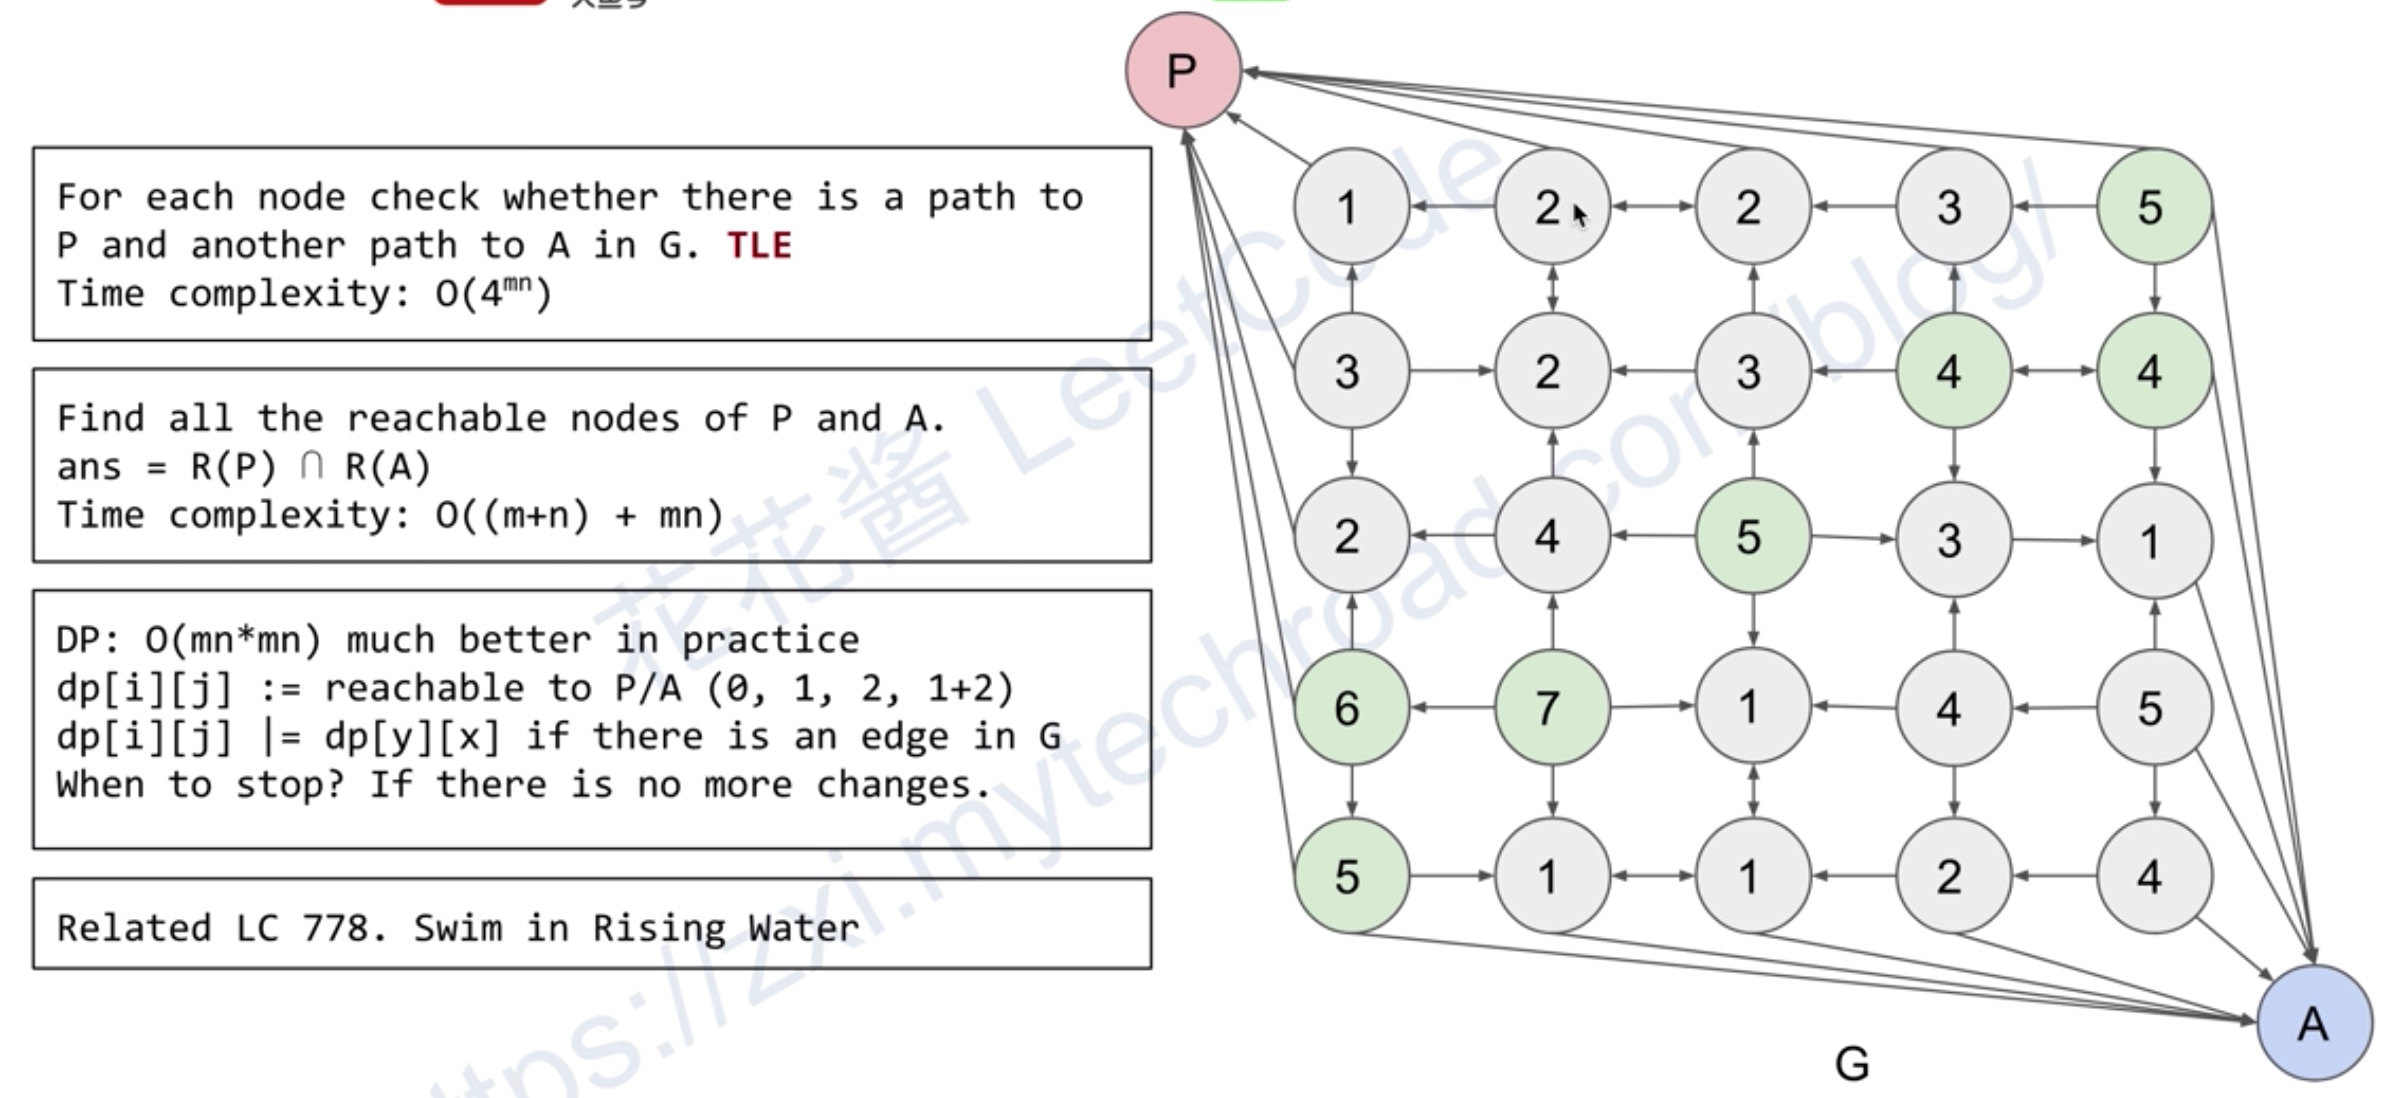 P
For each node check whether there is a path to
P and another path to A in G. TLE
Time complexity: O(4^mn)
Find all the reachable nodes of P and A.
ans = R(P) ∩ R(A)
Time complexity: O((m+n) + mn)
DP: O(mn*mn) much better in practice
dp[i][j] := reachable to P/A (0, 1, 2, 1+2)
dp[i][j] |= dp[y][x] if there is an edge in G
When to stop? If there is no more changes.
Related LC 778. Swim in Rising Water
1 2 2 3 5
3 2 3 4 4
2 4 5 3 1
6 7 1 4 5
5 1 1 2 4
A
G
花花酱 LeetCode
ttps://zxi.mytechroad.com/blog/